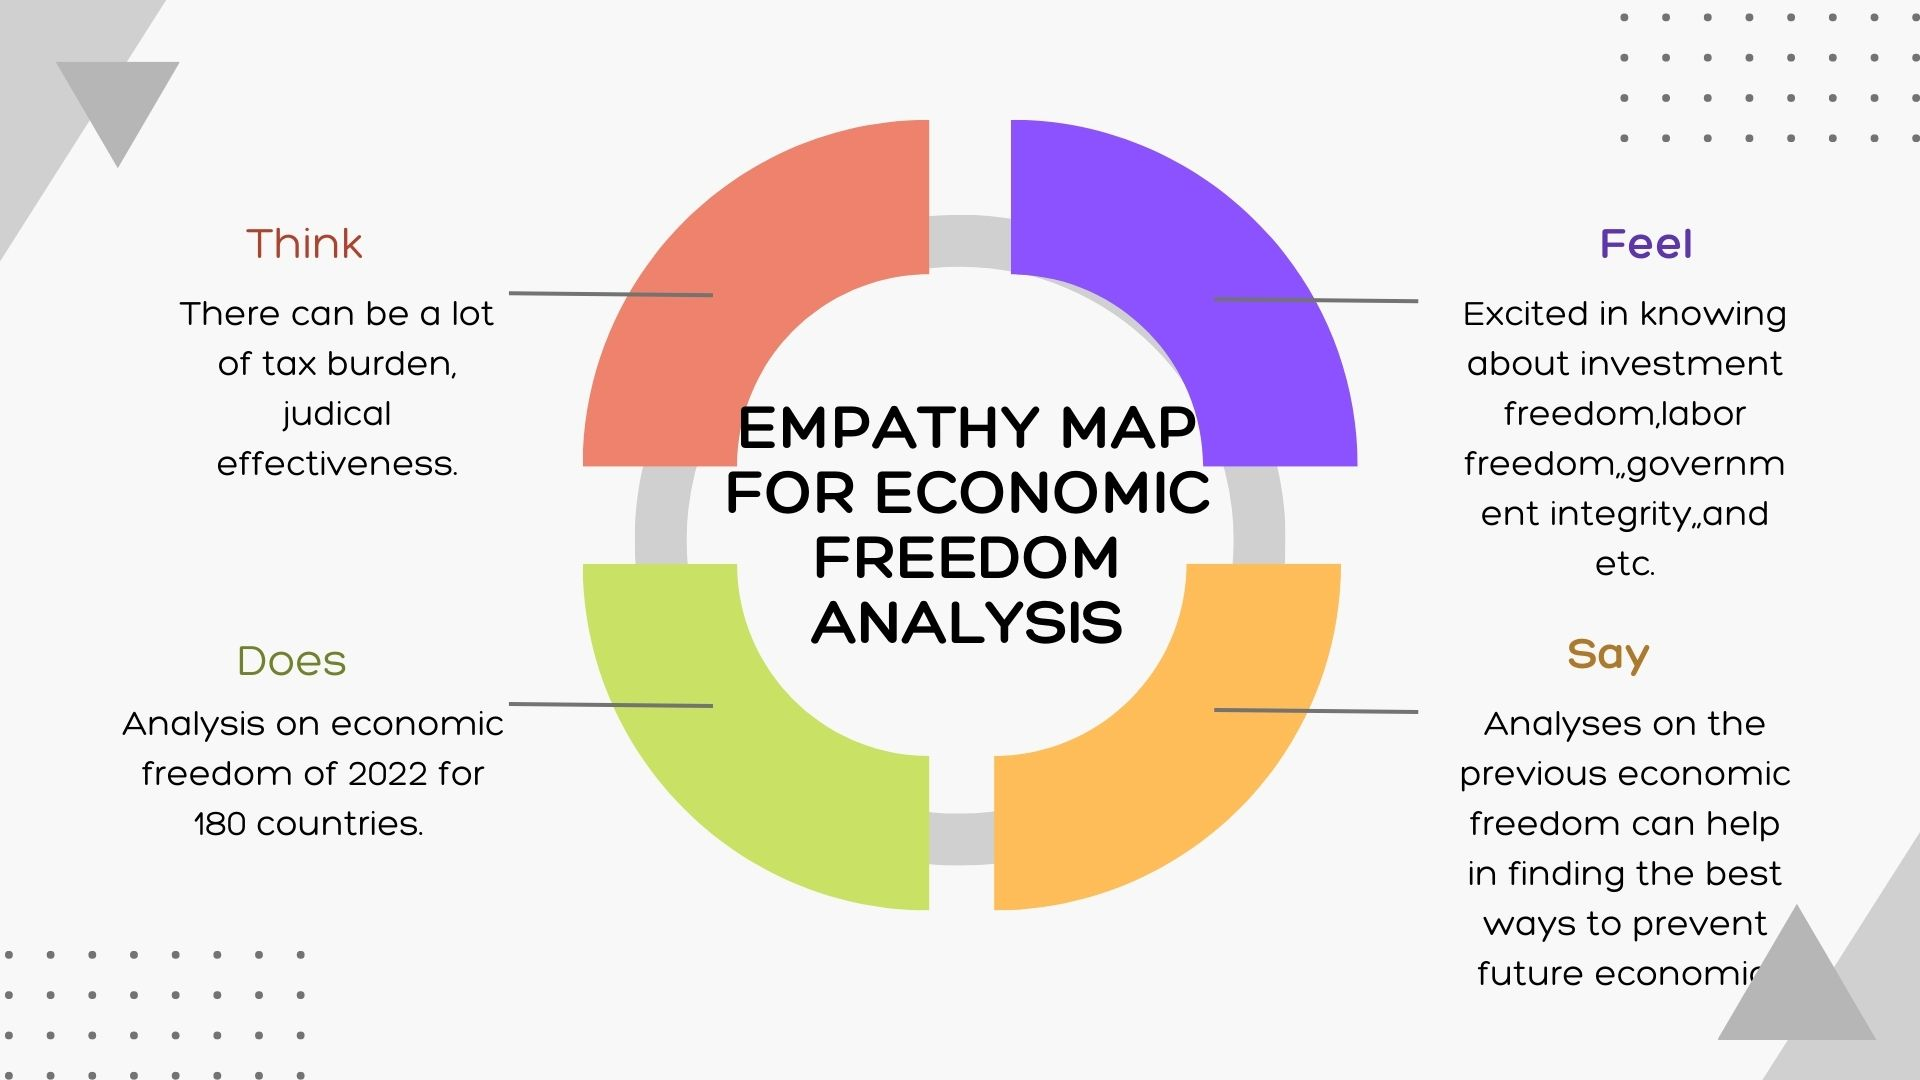 EMPATHY MAP
FOR ECONOMIC
FREEDOM
ANALYSIS
Think
There can be a lot
of tax burden,
judical
effectiveness.
Feel
Excited in knowing
about investment
freedom,labor
freedom,,governm
ent integrity,,and
etc.
Does
Analysis on economic
freedom of 2022 for
180 countries.
Say
Analyses on the
previous economic
freedom can help
in finding the best
ways to prevent
future economic